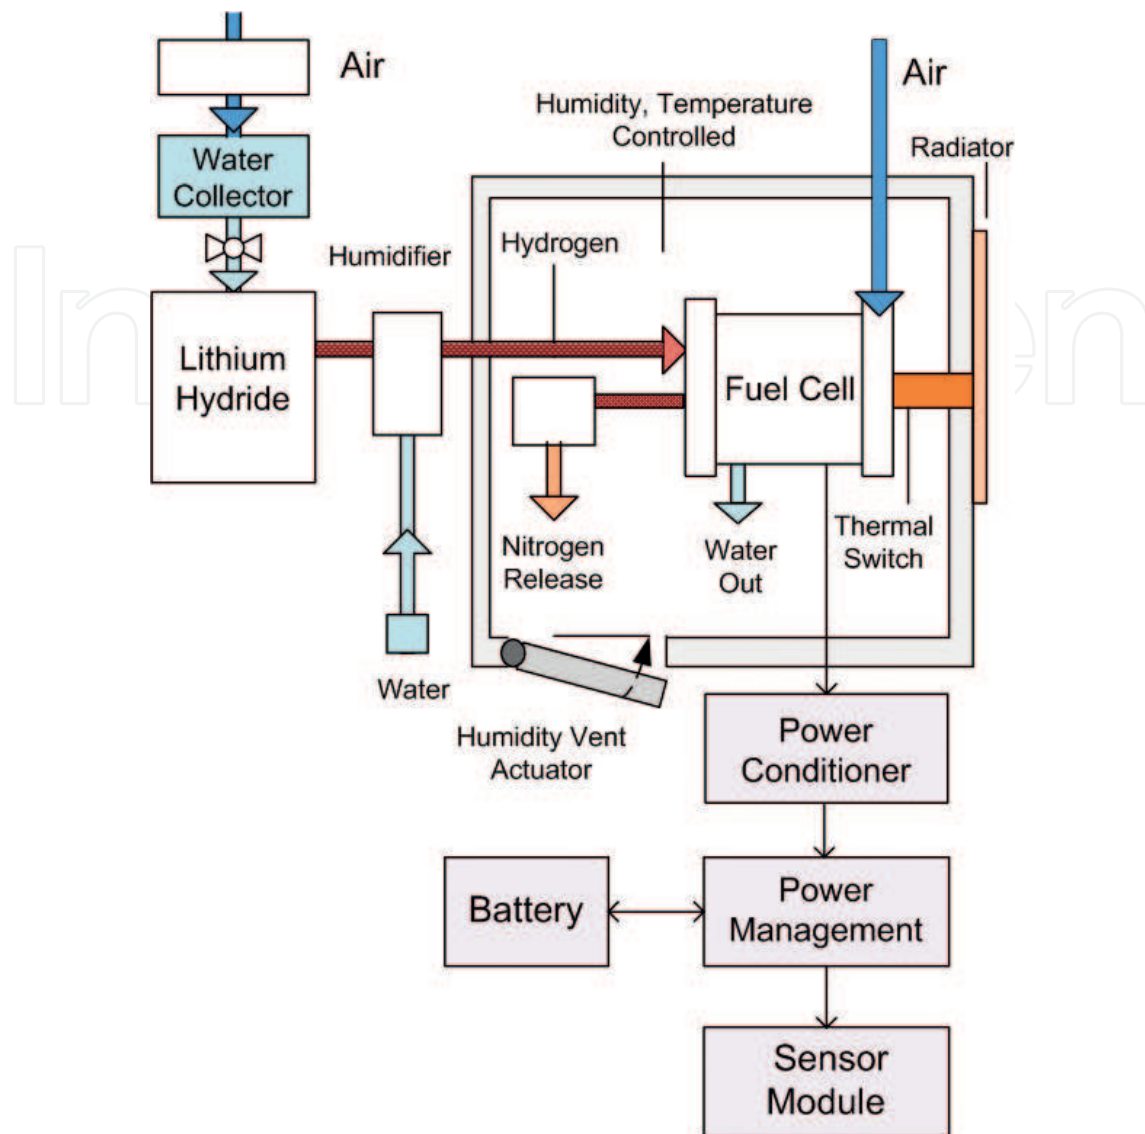 Air
Air
Humidity, Temperature
Controlled
Radiator
Water
Collector
Humidifier
Hydrogen
Lithium
Hydride
Fuel Cell
Nitrogen
Release
Water
Out
Thermal
Switch
Water
Humidity Vent
Actuator
Power
Conditioner
Battery
Power
Management
Sensor
Module